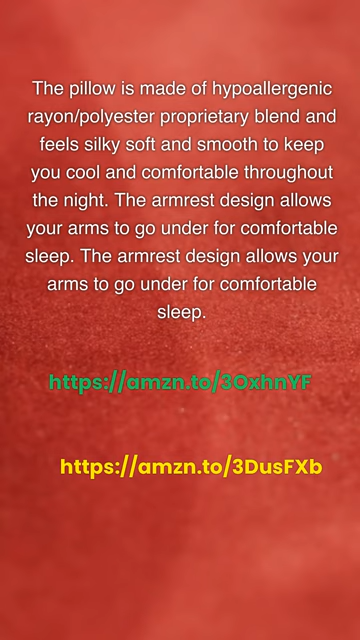 The pillow is made of hypoallergenic
rayon/polyester proprietary blend and
feels silky soft and smooth to keep
you cool and comfortable throughout
the night. The armrest design allows
your arms to go under for comfortable
sleep. The armrest design allows your
arms to go under for comfortable
sleep.
https://amzn.to/3OxhnYF
https://amzn.to/3DusFXb